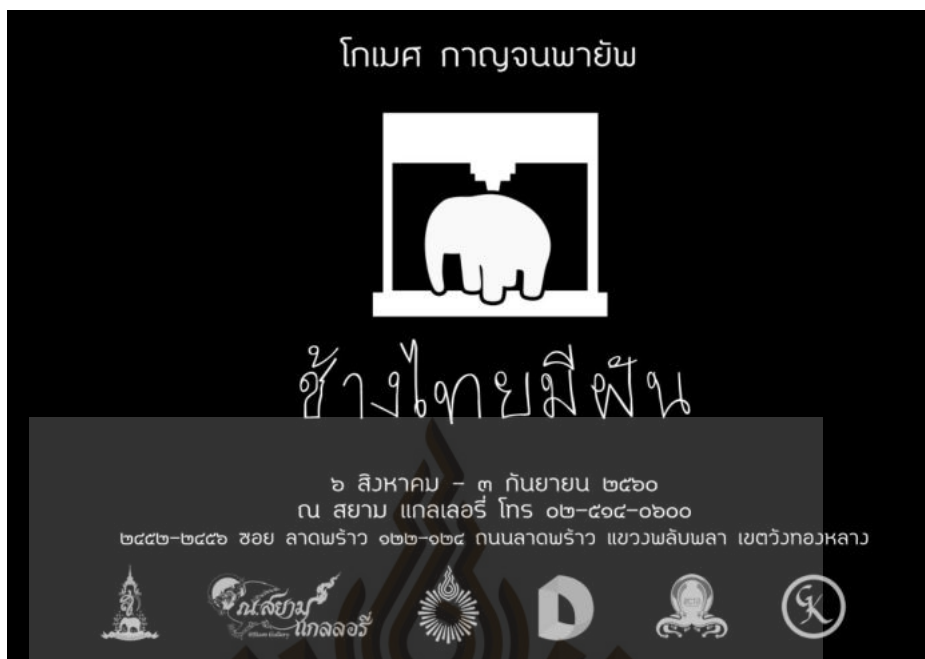 โกเมศ กาญจนพายัพ
ช้างไทยมีฝัน
๖ สิงหาคม – ๓ กันยายน ๒๕๖๐
ณ สยาม แกลเลอรี่ โทร ๐๒-๕๑๔-๐๖๐๐
๒๔๕๒-๒๔๕๖ ซอย ลาดพร้าว ๑๒๒-๑๒๔ ถนนลาดพร้าว แขวงพลับพลา เขตวังทองหลาง
ณ.สยาม
แกลลอรี่
GK